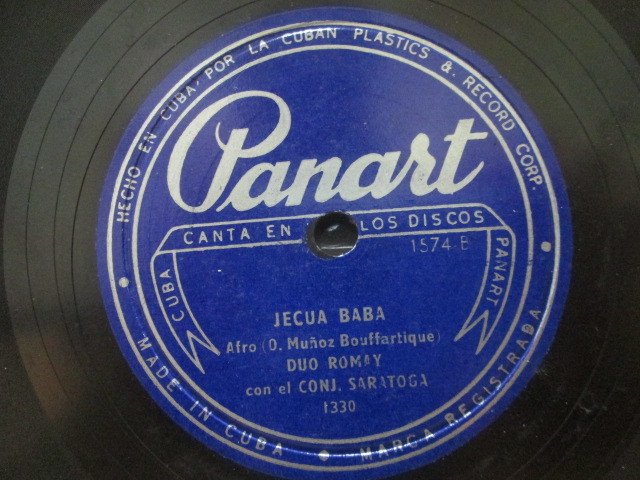 HECHO EN CUBA, POR LA CUBAN PLASTICS & RECORD CORP.
Panart
CUBA CANTA EN LOS DISCOS PANART
1574 B
JECUA BABA
Afro (O. Muñoz Bouffartique)
DUO ROMAY
con el CONJ. SARATOGA
1330
MADE IN CUBA • MARCA REGISTRADA